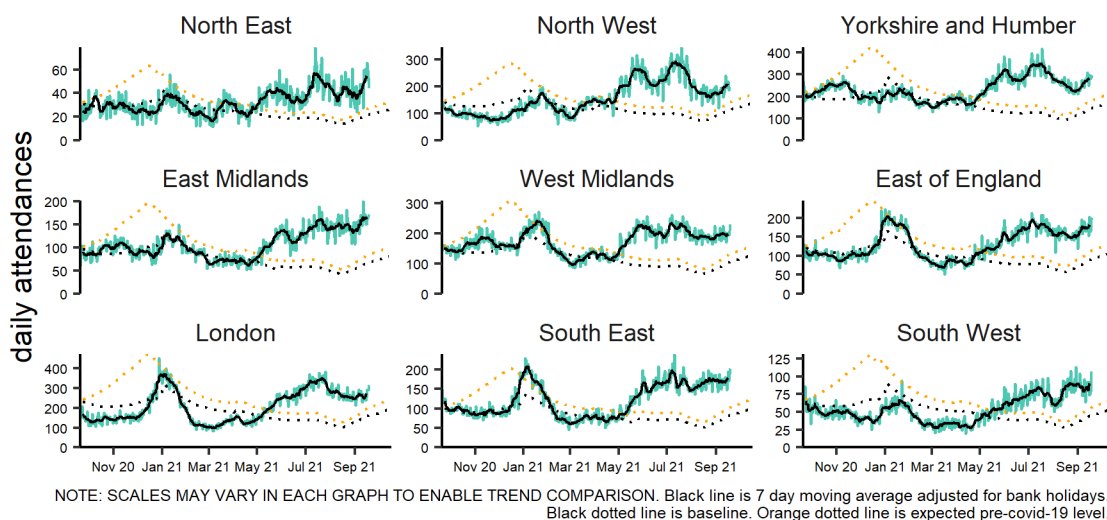 North East North West Yorkshire and Humber
60 300 400
40 200 300
20 100 200
0 0 100
0
East Midlands West Midlands East of England
200 300 200
150 200 150
100 100 100
50 0 50
0 0
daily attendances
London South East South West
400 200 125
300 150 100
200 100 75
100 50 50
0 0 25
0
Nov 20 Jan 21 Mar 21 May 21 Jul 21 Sep 21 Nov 20 Jan 21 Mar 21 May 21 Jul 21 Sep 21 Nov 20 Jan 21 Mar 21 May 21 Jul 21 Sep 21
NOTE: SCALES MAY VARY IN EACH GRAPH TO ENABLE TREND COMPARISON. Black line is 7 day moving average adjusted for bank holidays.
Black dotted line is baseline. Orange dotted line is expected pre-covid-19 level